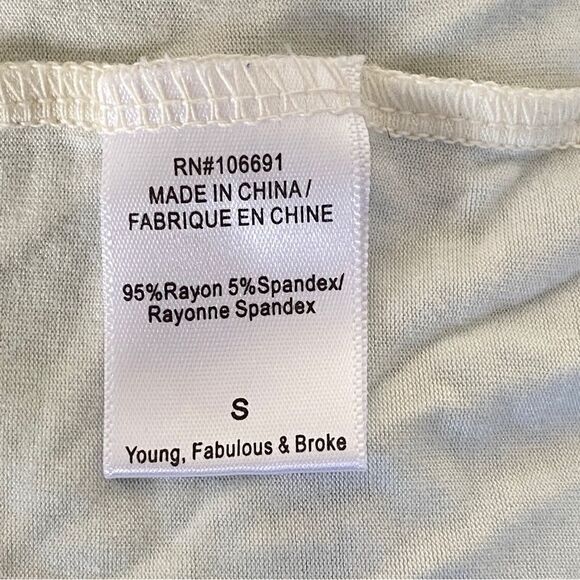 RN#106691
MADE IN CHINA/
FABRIQUE EN CHINE
95%Rayon 5%Spandex/
Rayonne Spandex
S
Young, Fabulous & Broke